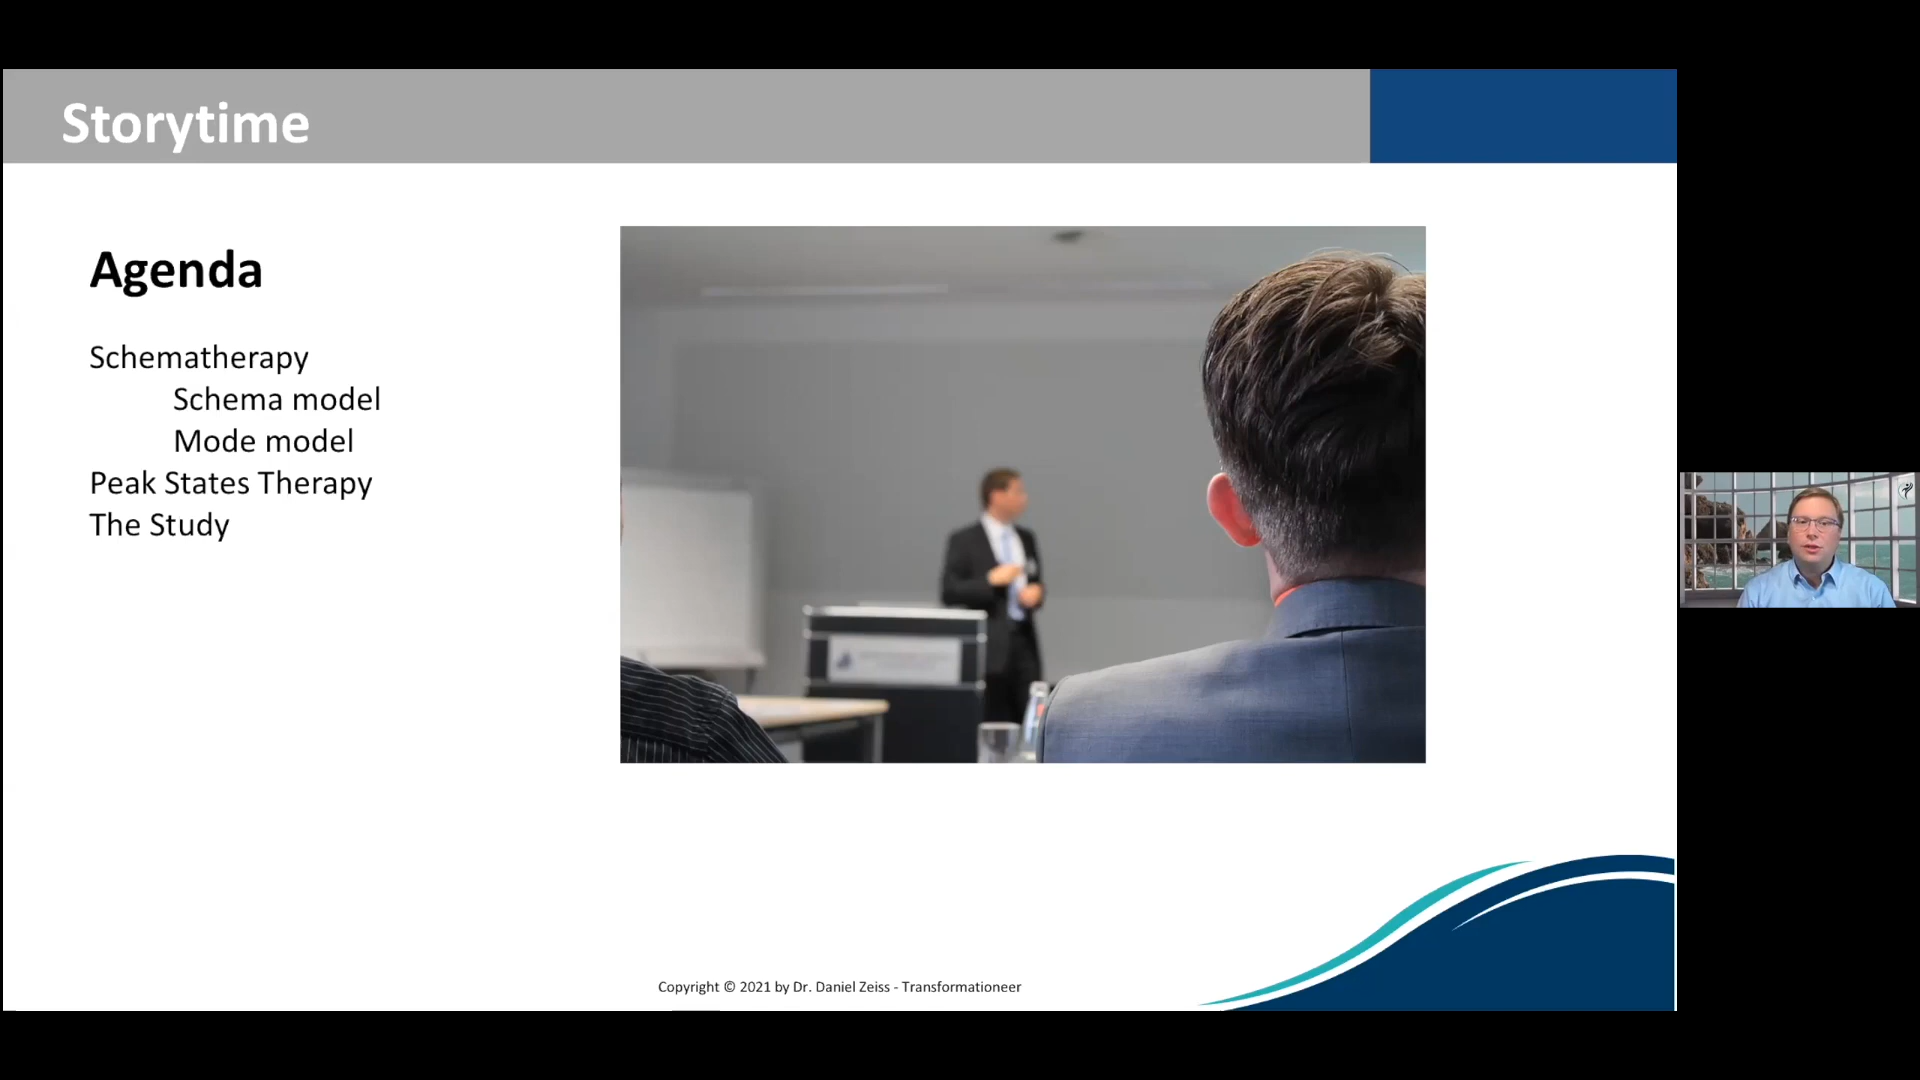 Storytime
Agenda
Schematherapy
Schema model
Mode model
Peak States Therapy
The Study
Copyright © 2021 by Dr. Daniel Zeiss - Transformationeer